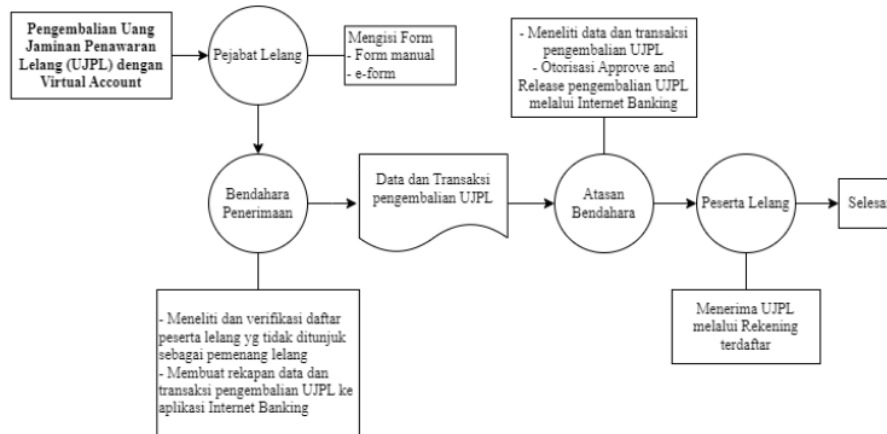 Pengembalian Uang
Jaminan Penawaran
Lelang (UJPL) dengan
Virtual Account
Pejabat Lelang
Mengisi Form
- Form manual
- e-form
- Meneliti data dan transaksi
pengembalian UJPL
- Otorisasi Approve and
Release pengembalian UJPL
melalui Internet Banking
Bendahara
Penerimaan
Data dan Transaksi
pengembalian UJPL
Atasan
Bendahara
Peserta Lelang
Selesai
- Meneliti dan verifikasi daftar
peserta lelang yg tidak ditunjuk
sebagai pemenang lelang
- Membuat rekapan data dan
transaksi pengembalian UJPL ke
aplikasi Internet Banking
Menerima UJPL
melalui Rekening
terdaftar